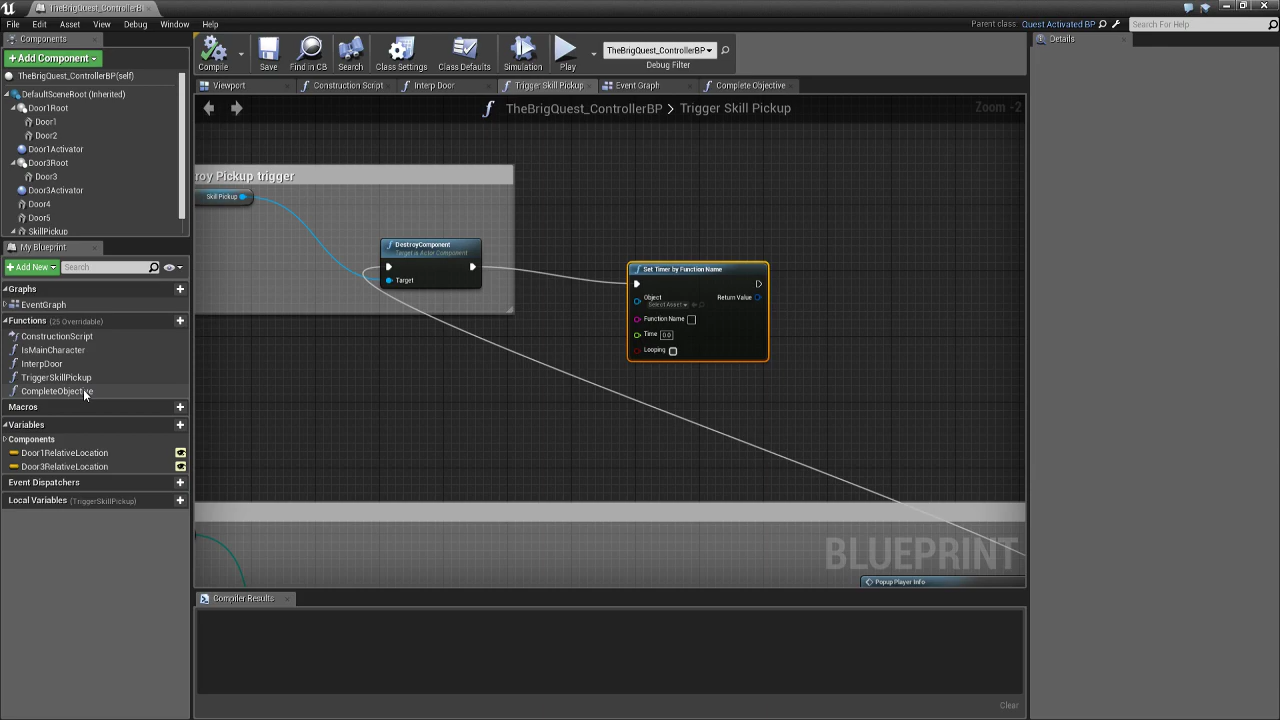 TheBrigQuest_ControllerBP
File Edit Asset View Debug Window Help
Parent class: Quest Activated BP
Search For Help
Components
+ Add Component
TheBrigQuest_ControllerBP(self)
DefaultSceneRoot (Inherited)
Door1Root
Door1
Door2
Door1Activator
Door3Root
Door3
Door3Activator
Door4
Door5
SkillPickup
My Blueprint
+ Add New
Search
Graphs
EventGraph
Functions (25 Overridable)
ConstructionScript
IsMainCharacter
InterpDoor
TriggerSkillPickup
CompleteObjective
Macros
Variables
Components
Door1RelativeLocation
Door3RelativeLocation
Event Dispatchers
Local Variables (TriggerSkillPickup)
Compile Save Find in CB Search Class Settings Class Defaults Simulation Play
TheBrigQuest_ControllerBP
Debug Filter
Viewport Construction Script Interp Door Trigger Skill Pickup Event Graph Complete Objective
TheBrigQuest_ControllerBP > Trigger Skill Pickup
Zoom -2
roy Pickup trigger
Skill Pickup
DestroyComponent
Target is Actor Component
Target
Set Timer by Function Name
Object
Select Asset
Return Value
Function Name
Time 0.0
Looping
BLUEPRINT
Popup Player Info
Compiler Results
Clear
Details